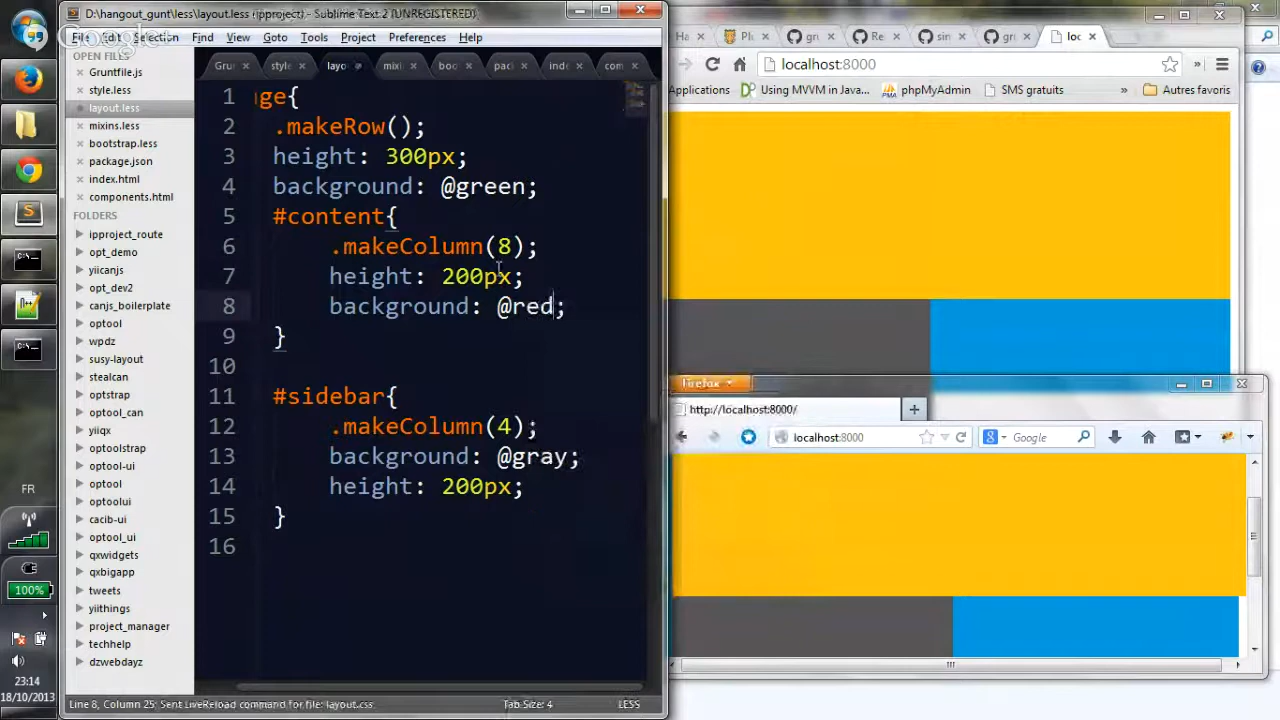 D:\hangout_gunt\less\layout.less (ipproject) - Sublime Text 2 [UNREGISTERED]
Google
File Edit Selection Find View Goto Tools Project Preferences Help
OPEN FILES
Gruntfile.js
style.less
layout.less
mixins.less
bootstrap.less
package.json
index.html
components.html
FOLDERS
ipproject_route
opt_demo
yiicanjs
opt_dev2
canjs_boilerplate
optool
wpdz
susy-layout
stealcan
optstrap
optool_can
yiiqx
optoolstrap
optool-ui
optool
optoolui
cacib-ui
optool_ui
qxwidgets
qxbigapp
tweets
yiithings
project_manager
techhelp
dzwebdayz
Gru style layo mixi boo pac inde com
1 ge{
2 .makeRow();
3 height: 300px;
4 background: @green;
5 #content{
6 .makeColumn(8);
7 height: 200px;
8 background: @red;
9 }
10
11 #sidebar{
12 .makeColumn(4);
13 background: @gray;
14 height: 200px;
15 }
16
Line 8, Column 25; Sent LiveReload command for file: layout.css.
Tab Size: 4
LESS
Ha Pl gru Re sin gr loc
localhost:8000
Applications Using MVVM in Java... phpMyAdmin SMS gratuits » Autres favoris
Firefox
http://localhost:8000/
localhost:8000
Google
FR
100%
23:14
18/10/2013